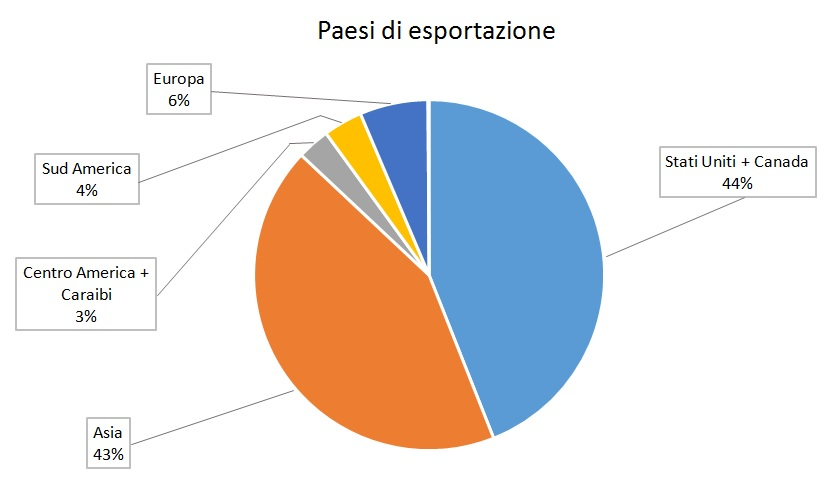 Paesi di esportazione
Europa
6%
Sud America
4%
Stati Uniti + Canada
44%
Centro America +
Caraibi
3%
Asia
43%